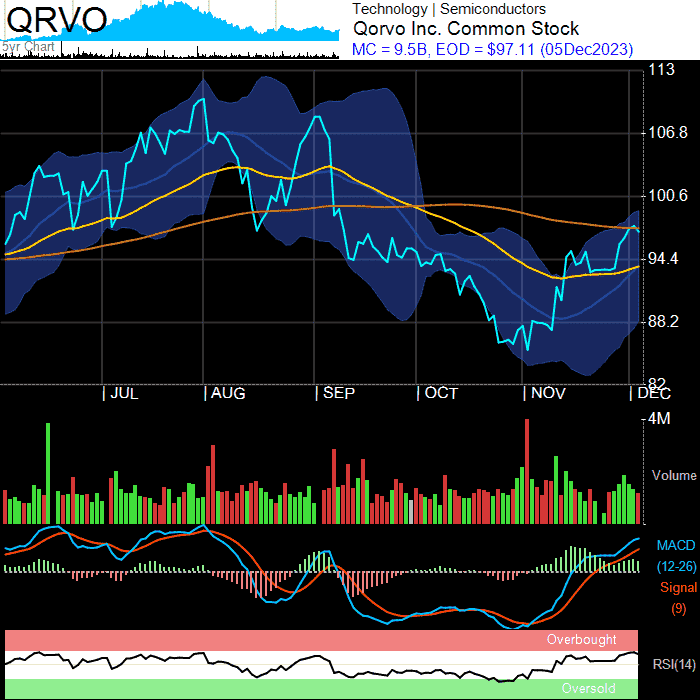 QRVO
5yr Chart
Technology | Semiconductors
Qorvo Inc. Common Stock
MC = 9.5B, EOD = $97.11 (05Dec2023)
113
106.8
100.6
94.4
88.2
82
| JUL | AUG | SEP | OCT | NOV | DEC
4M
Volume
MACD
(12-26)
Signal
(9)
Overbought
RSI(14)
Oversold